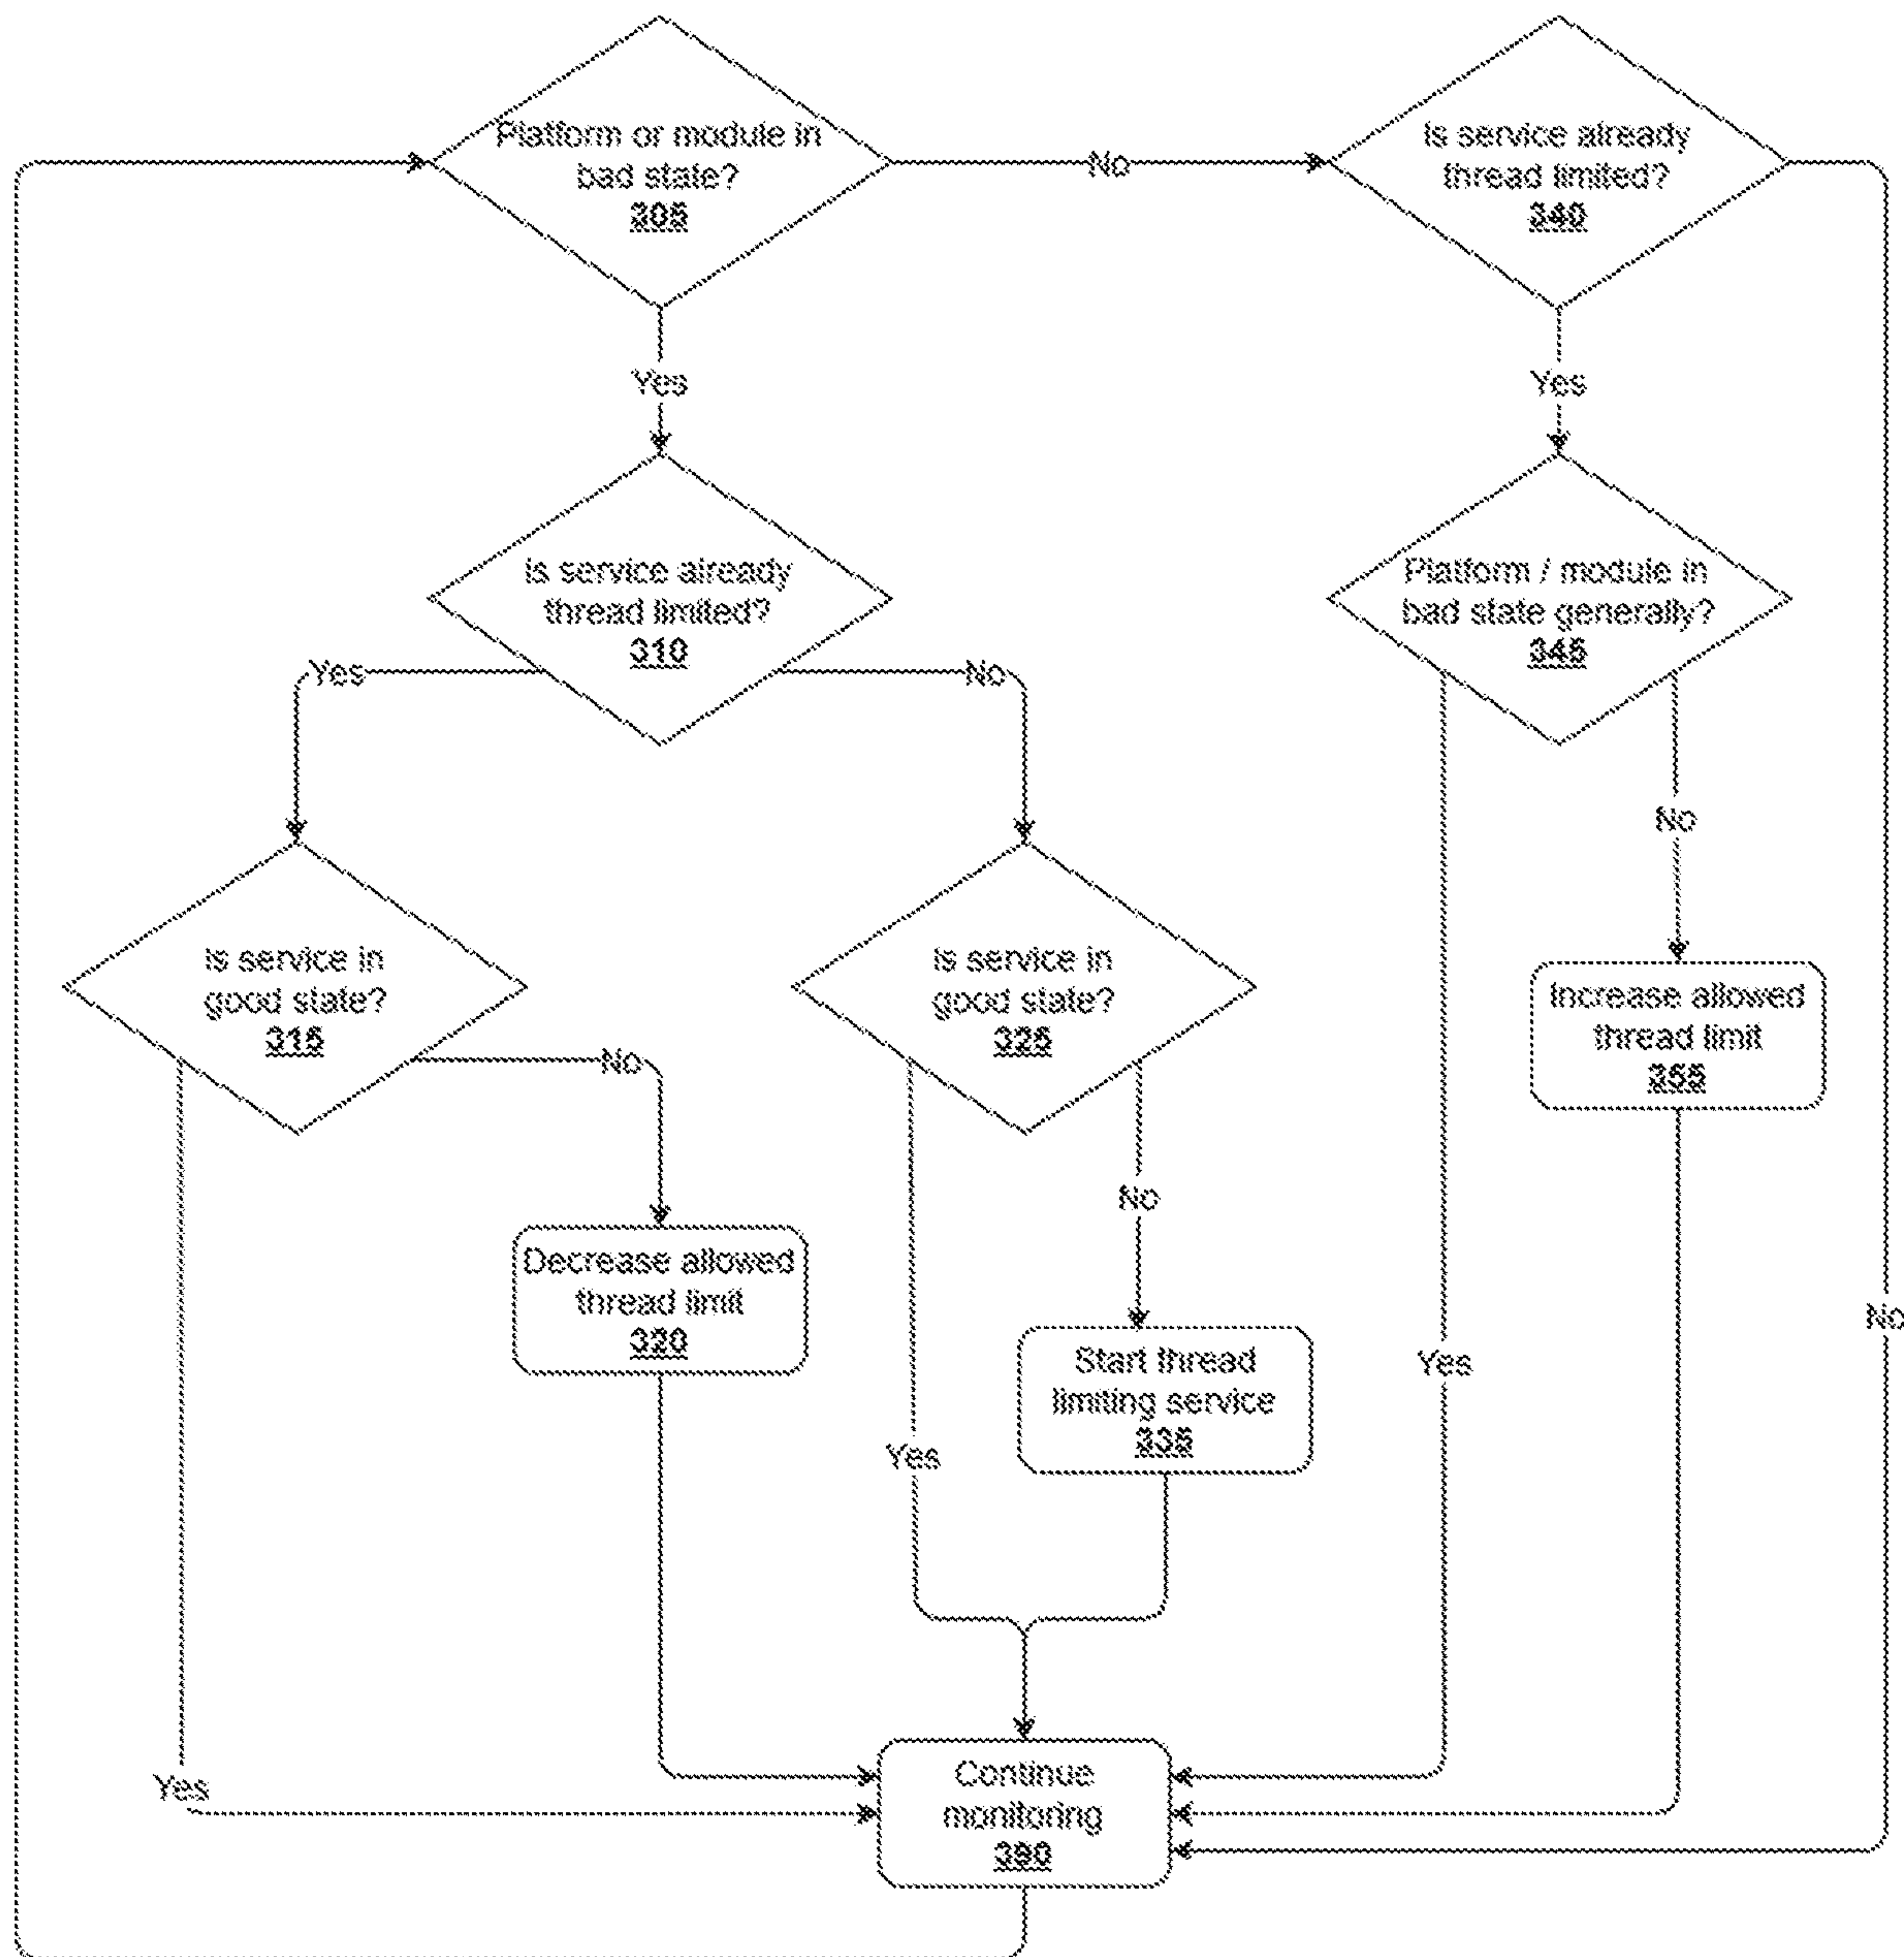 Platform or module in
bad state?
305
No
Is service already
thread limited?
340
Yes
Yes
Is service already
thread limited?
310
Platform / module in
bad state generally?
345
Yes
No
No
Is service in
good state?
315
Is service in
good state?
325
Increase allowed
thread limit
355
No
No
Decrease allowed
thread limit
320
No
Start thread
limiting service
335
Yes
Yes
Yes
Continue
monitoring
390